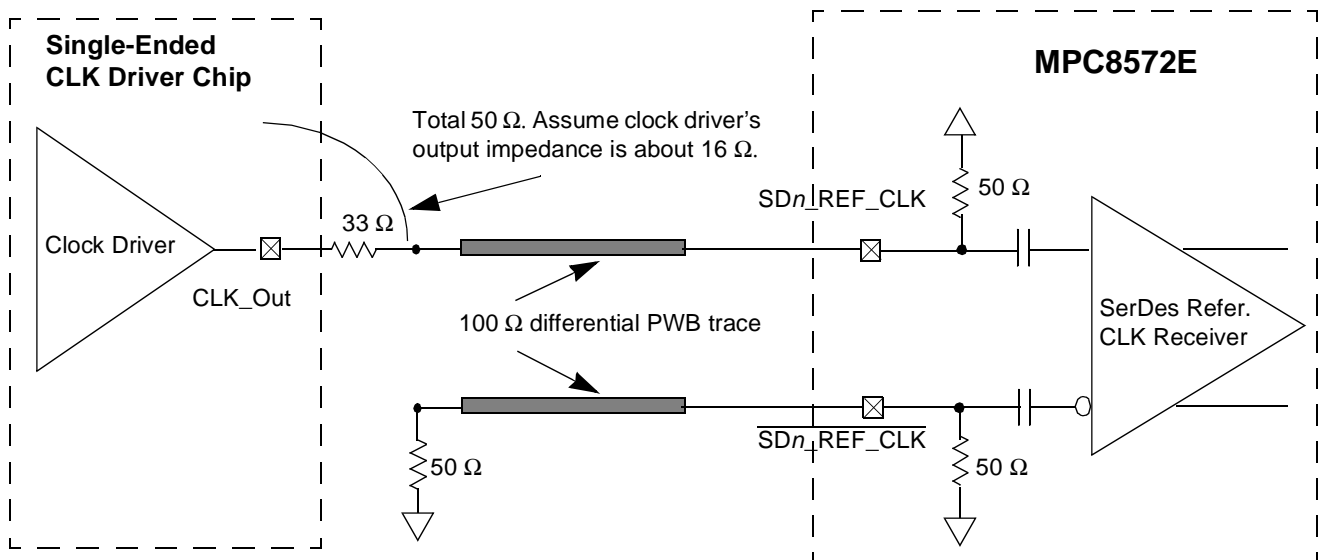 Single-Ended
CLK Driver Chip
MPC8572E
Total 50 Ω. Assume clock driver’s
output impedance is about 16 Ω.
SDn_REF_CLK
50 Ω
33 Ω
Clock Driver
CLK_Out
SerDes Refer.
CLK Receiver
100 Ω differential PWB trace
SDn_REF_CLK
50 Ω
50 Ω